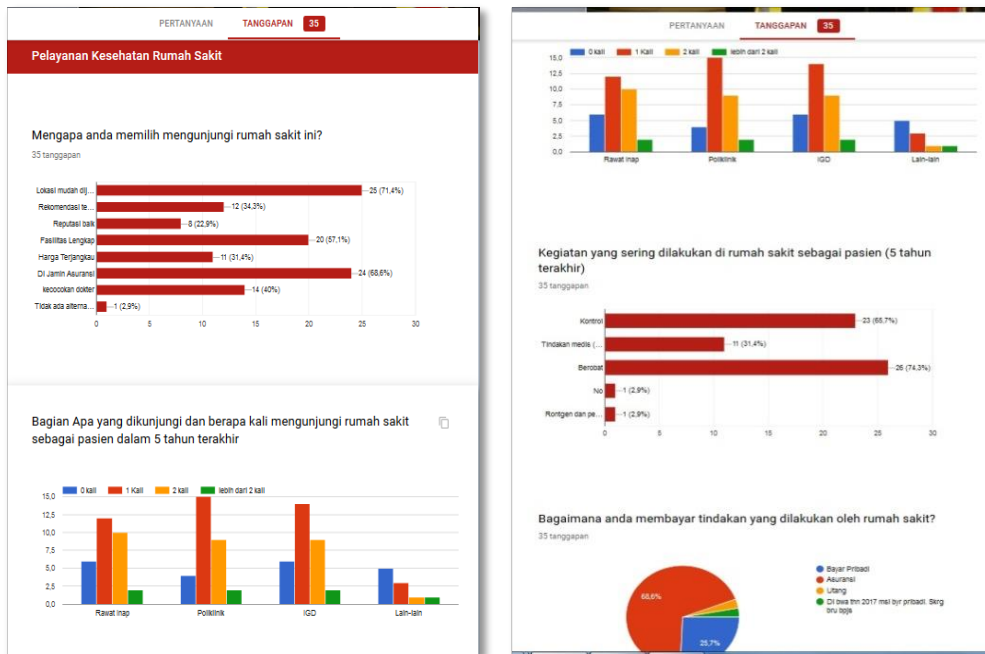 PERTANYAAN TANGGAPAN 35
Pelayanan Kesehatan Rumah Sakit
Mengapa anda memilih mengunjungi rumah sakit ini?
35 tanggapan
Lokasi mudah dij... 25 (71,4%)
Rekomendasi te... 12 (34,3%)
Reputasi baik 8 (22,9%)
Fasilitas Lengkap 20 (57,1%)
Harga Terjangkau 11 (31,4%)
Di Jamin Asuransi 24 (68,6%)
kecocokan dokter 14 (40%)
Tidak ada alterna... 1 (2,9%)
0 5 10 15 20 25 30
Bagian Apa yang dikunjungi dan berapa kali mengunjungi rumah sakit
sebagai pasien dalam 5 tahun terakhir
0 kali 1 Kali 2 kali lebih dari 2 kali
15,0
12,5
10,0
7,5
5,0
2,5
0,0
Rawat inap Poliklinik IGD Lain-lain
PERTANYAAN TANGGAPAN 35
0 kali 1 Kali 2 kali lebih dari 2 kali
15,0
12,5
10,0
7,5
5,0
2,5
0,0
Rawat inap Poliklinik IGD Lain-lain
Kegiatan yang sering dilakukan di rumah sakit sebagai pasien (5 tahun
terakhir)
35 tanggapan
Kontrol 23 (65,7%)
Tindakan medis (... 11 (31,4%)
Berobat 26 (74,3%)
No 1 (2,9%)
Rontgen dan pe... 1 (2,9%)
0 5 10 15 20 25 30
Bagaimana anda membayar tindakan yang dilakukan oleh rumah sakit?
35 tanggapan
68,6%
25,7%
Bayar Pribadi
Asuransi
Utang
Di bwa thn 2017 msl byr pribadi. Skrg
bru bpjs